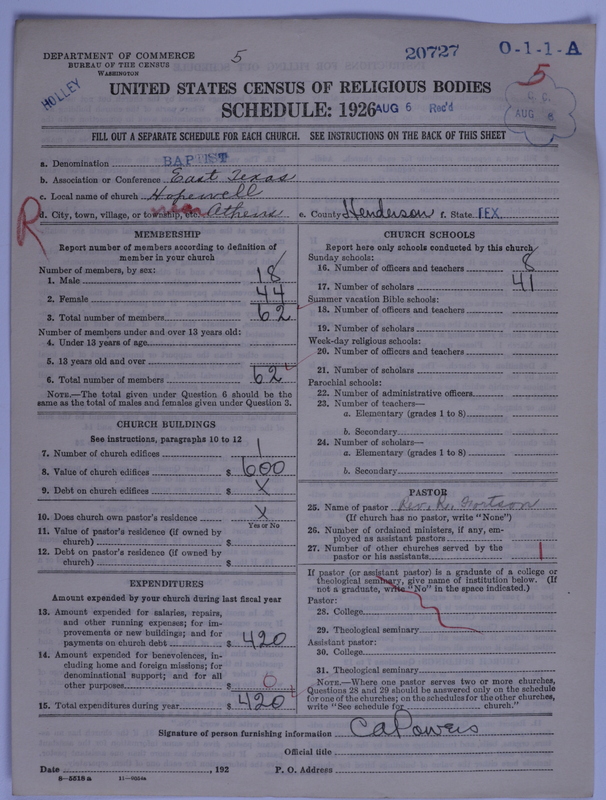 DEPARTMENT OF COMMERCE
BUREAU OF THE CENSUS
WASHINGTON
5
20727
O-1-1-A
5
HOLLEY
C. C.
AUG 6
UNITED STATES CENSUS OF RELIGIOUS BODIES
SCHEDULE: 1926
AUG 6 Rec'd
FILL OUT A SEPARATE SCHEDULE FOR EACH CHURCH. SEE INSTRUCTIONS ON THE BACK OF THIS SHEET
a. Denomination BAPTIST
b. Association or Conference East Texas
c. Local name of church Hopewell
R
d. City, town, village, or township, etc. Athens e. County Henderson f. State TEX.
MEMBERSHIP
Report number of members according to definition of
member in your church
Number of members, by sex:
1. Male 18
2. Female 44
3. Total number of members 62
Number of members under and over 13 years old:
4. Under 13 years of age
5. 13 years old and over
6. Total number of members 62
NOTE.—The total given under Question 6 should be the
same as the total of males and females given under Question 3.
CHURCH BUILDINGS
See instructions, paragraphs 10 to 12
7. Number of church edifices 1
8. Value of church edifices $ 600
9. Debt on church edifices $ X
10. Does church own pastor's residence X
Yes or No
11. Value of pastor's residence (if owned by
church) $
12. Debt on pastor's residence (if owned by
church) $
EXPENDITURES
Amount expended by your church during last fiscal year
13. Amount expended for salaries, repairs,
and other running expenses; for im-
provements or new buildings; and for
payments on church debt $ 420
14. Amount expended for benevolences, in-
cluding home and foreign missions; for
denominational support; and for all
other purposes $ 0
15. Total expenditures during year $ 420
CHURCH SCHOOLS
Report here only schools conducted by this church
Sunday schools:
16. Number of officers and teachers 8
17. Number of scholars 41
Summer vacation Bible schools:
18. Number of officers and teachers
19. Number of scholars
Week-day religious schools:
20. Number of officers and teachers
21. Number of scholars
Parochial schools:
22. Number of administrative officers
23. Number of teachers—
a. Elementary (grades 1 to 8)
b. Secondary
24. Number of scholars—
a. Elementary (grades 1 to 8)
b. Secondary
PASTOR
25. Name of pastor Rev. R. Fortson
(If church has no pastor, write "None")
26. Number of ordained ministers, if any, em-
ployed as assistant pastors
27. Number of other churches served by the
pastor or his assistants 1
If pastor (or assistant pastor) is a graduate of a college or
theological seminary, give name of institution below. (If
not a graduate, write "No" in the space indicated.)
Pastor:
28. College
29. Theological seminary
Assistant pastor:
30. College
31. Theological seminary
NOTE.—Where one pastor serves two or more churches,
Questions 28 and 29 should be answered only on the schedule
for one of the churches; on the schedules for the other churches,
write "See schedule for church."
Signature of person furnishing information C A Powers
Official title
Date , 192 P. O. Address
8—5518a